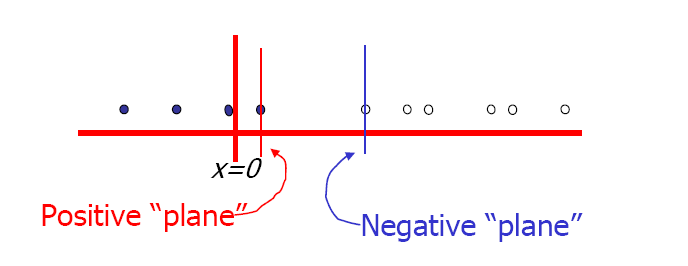 x=0
Positive “plane”
Negative “plane”